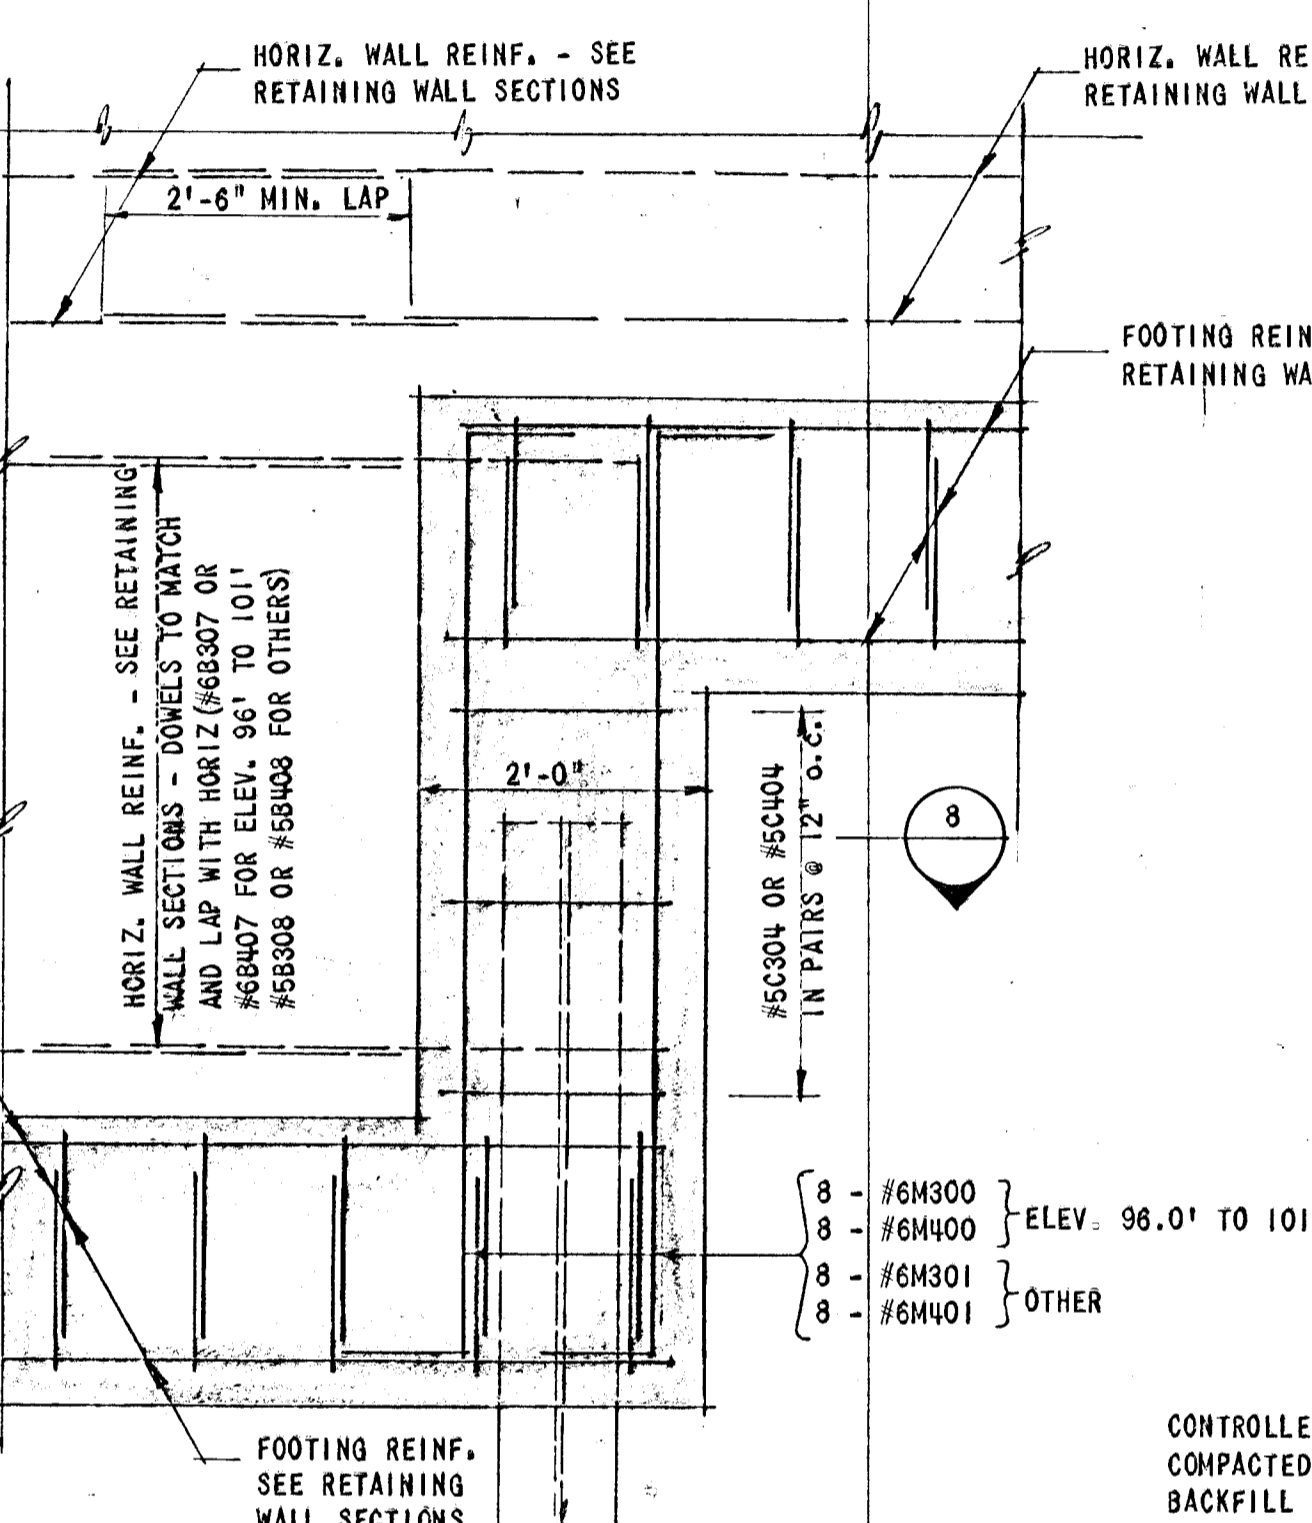 HORIZ. WALL REINF. - SEE
RETAINING WALL SECTIONS
HORIZ. WALL RE
RETAINING WALL
2'-6" MIN. LAP
FOOTING REIN
RETAINING WA
HORIZ. WALL REINF. - SEE RETAINING
WALL SECTIONS - DOWELS TO MATCH
AND LAP WITH HORIZ (#6B307 OR
#6B407 FOR ELEV. 96' TO 101'
#5B308 OR #5B408 FOR OTHERS)
2'-0"
#5C304 OR #5C404
IN PAIRS @ 12" o.c.
8
8 - #6M300
8 - #6M400
ELEV. 96.0' TO 101
8 - #6M301
8 - #6M401
OTHER
FOOTING REINF.
SEE RETAINING
WALL SECTIONS
CONTROLLE
COMPACTED
BACKFILL